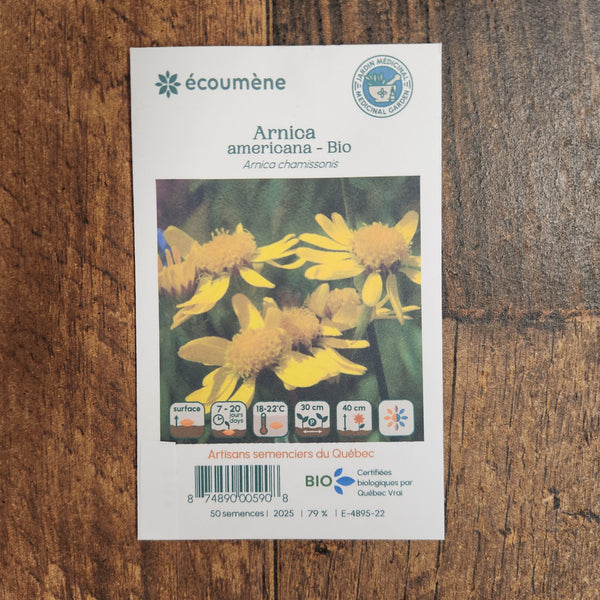 écoumène
JARDIN MÉDICINAL
MEDICINAL GARDEN
Arnica
americana - Bio
Arnica chamissonis
surface
7 - 20
jours
days
18-22°C
30 cm
P
40 cm
Artisans semenciers du Québec
8 74890 00590 8
BIO
Certifiées
biologiques par
Québec Vrai
50 semences | 2025 | 79 % | E-4895-22